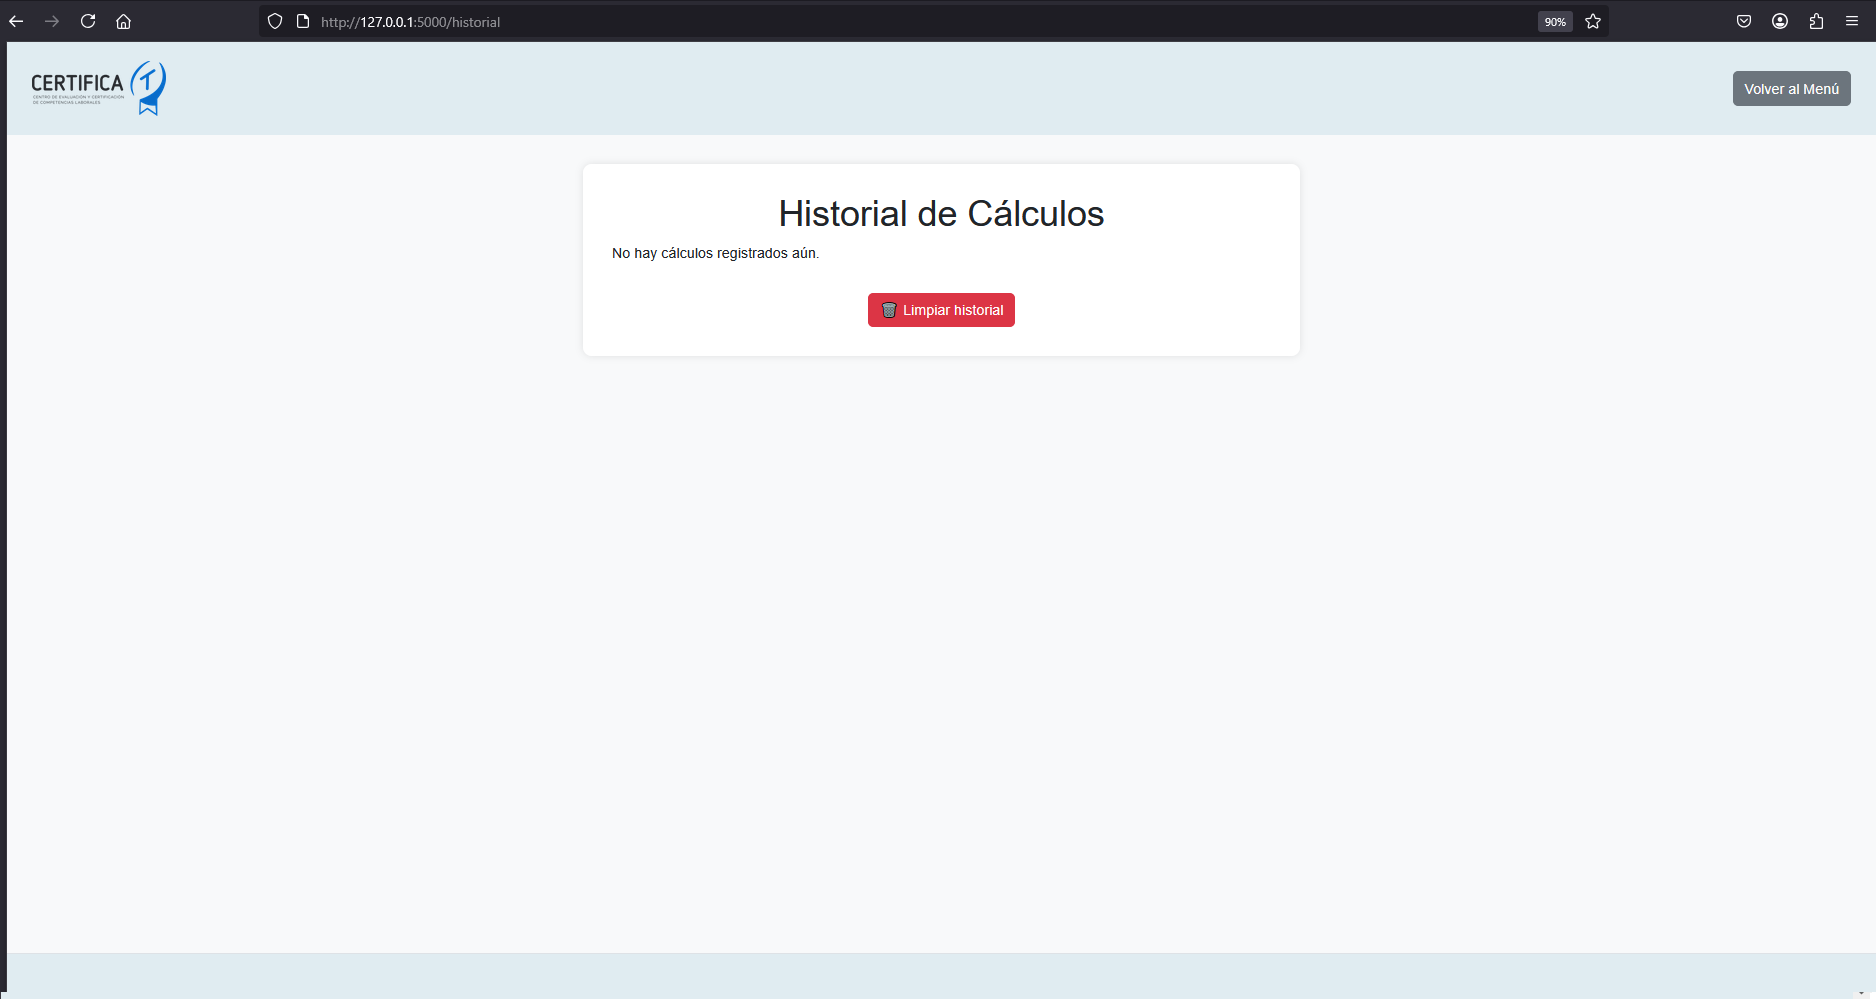 http://127.0.0.1:5000/historial
90%
CERTIFICA T
CENTRO DE EVALUACIÓN Y CERTIFICACIÓN
DE COMPETENCIAS LABORALES
Volver al Menú
Historial de Cálculos
No hay cálculos registrados aún.
Limpiar historial